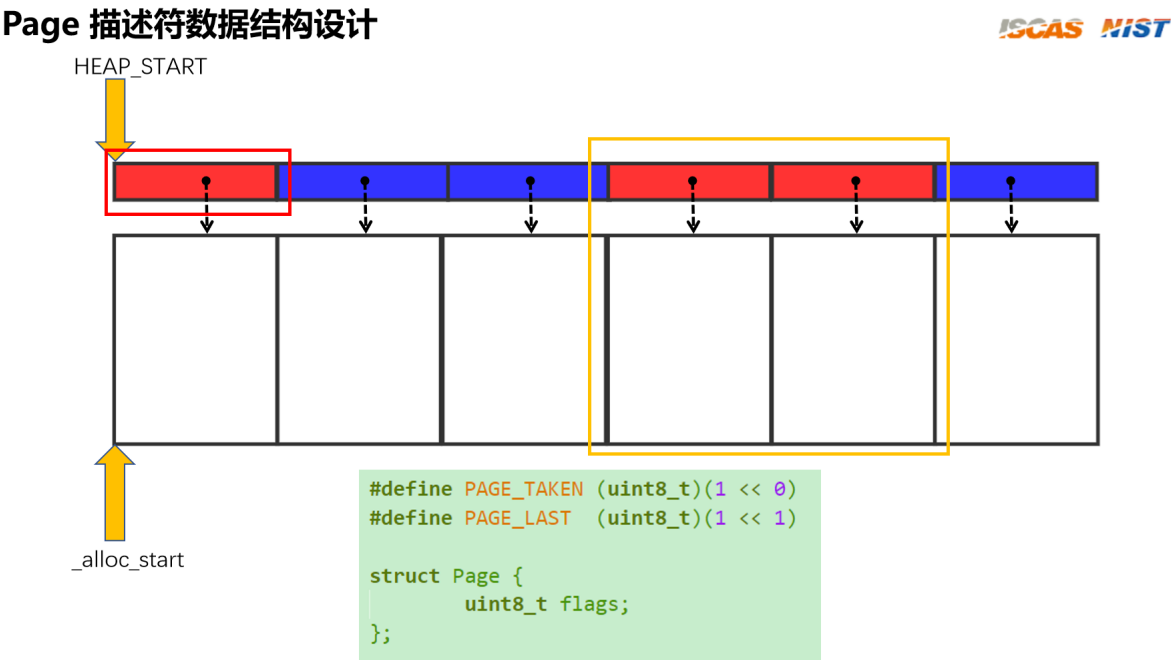 Page 描述符数据结构设计
ISCAS NIST
HEAP_START
_alloc_start
#define PAGE_TAKEN (uint8_t)(1 << 0)
#define PAGE_LAST  (uint8_t)(1 << 1)
struct Page {
        uint8_t flags;
};